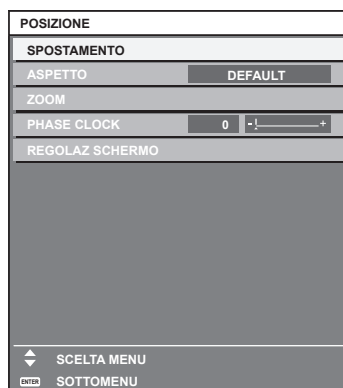 POSIZIONE
SPOSTAMENTO
ASPETTO DEFAULT
ZOOM
PHASE CLOCK 0 - +
REGOLAZ SCHERMO
SCELTA MENU
ENTER SOTTOMENU